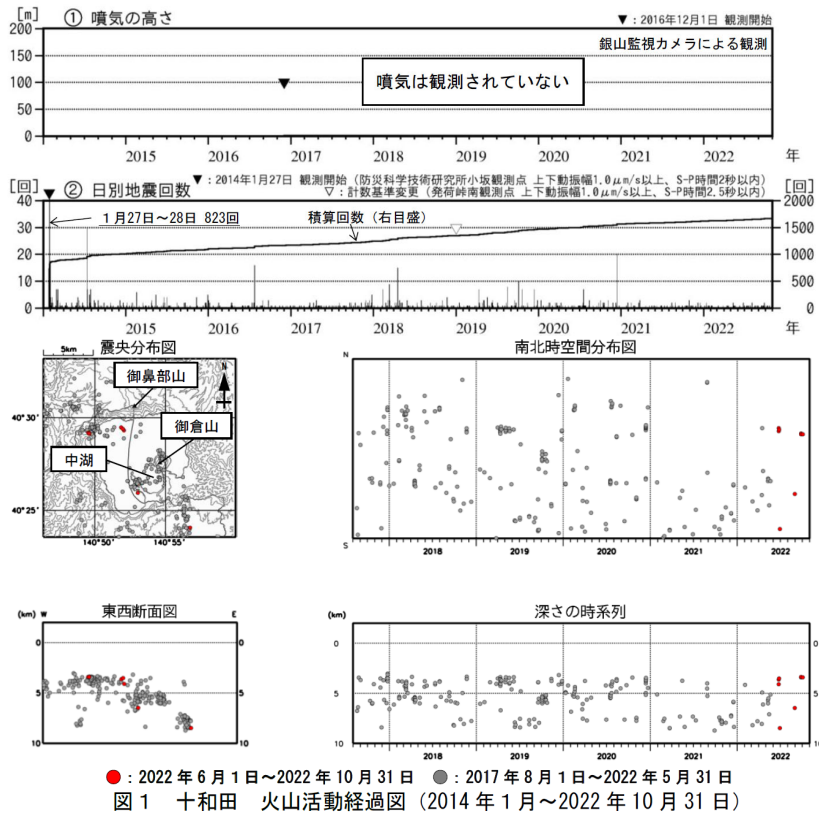 [m] ① 噴気の高さ ▼：2016年12月1日 観測開始
200 銀山監視カメラによる観測
150
100 ▼ 噴気は観測されていない
50
0
2015 2016 2017 2018 2019 2020 2021 2022 年
▼：2014年1月27日 観測開始（防災科学技術研究所小坂観測点 上下動振幅1.0μm/s以上、S-P時間2秒以内）
[回] ② 日別地震回数 ▽：計数基準変更（発荷峠南観測点 上下動振幅1.0μm/s以上、S-P時間2.5秒以内） [回]
40 2000
1月27日～28日 823回 積算回数（右目盛）
30 1500
20 1000
10 500
0 0
2015 2016 2017 2018 2019 2020 2021 2022 年
5km 震央分布図
N
御鼻部山
40°30'
御倉山
中湖
40°25'
140°50' 140°55'
南北時空間分布図
N
S
2018 2019 2020 2021 2022
(km) W 東西断面図 E
0 0
5 5
10 10
(km) 深さの時系列
0 0
5 5
10 10
2018 2019 2020 2021 2022
●：2022年6月1日～2022年10月31日 ●：2017年8月1日～2022年5月31日
図1 十和田 火山活動経過図（2014年1月～2022年10月31日）